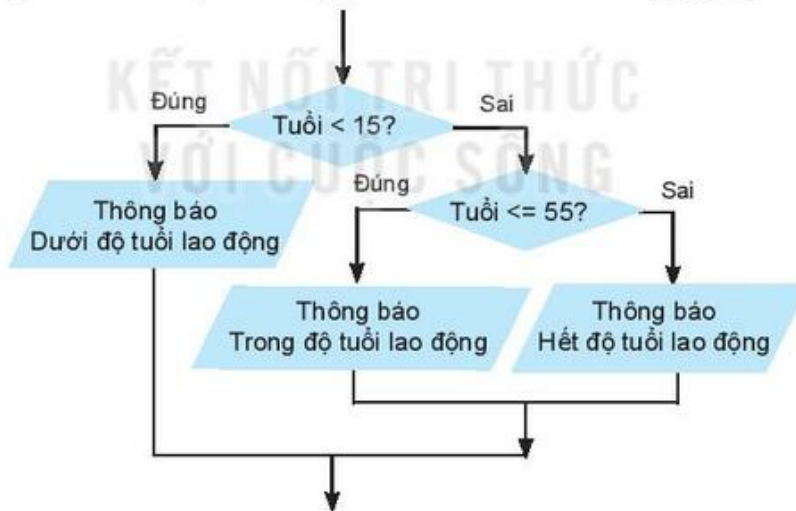 KẾT NỐI TRI THỨC
VỚI CUỘC SỐNG
Đúng
Sai
Tuổi < 15?
Đúng
Sai
Tuổi <= 55?
Thông báo
Dưới độ tuổi lao động
Thông báo
Trong độ tuổi lao động
Thông báo
Hết độ tuổi lao động